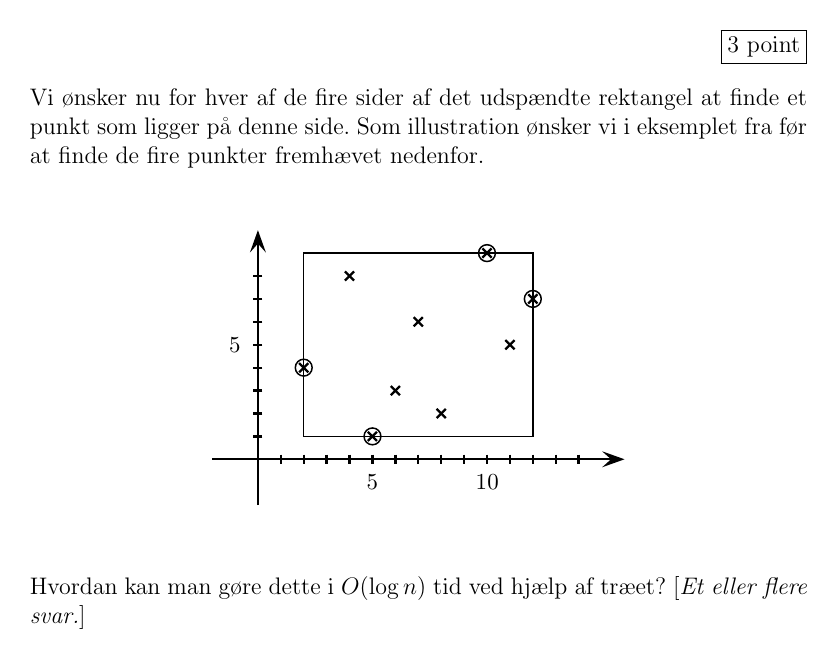 3 point
Vi ønsker nu for hver af de fire sider af det udspændte rektangel at finde et
punkt som ligger på denne side. Som illustration ønsker vi i eksemplet fra før
at finde de fire punkter fremhævet nedenfor.
5
5 10
Hvordan kan man gøre dette i O(log n) tid ved hjælp af træet? [Et eller flere
svar.]